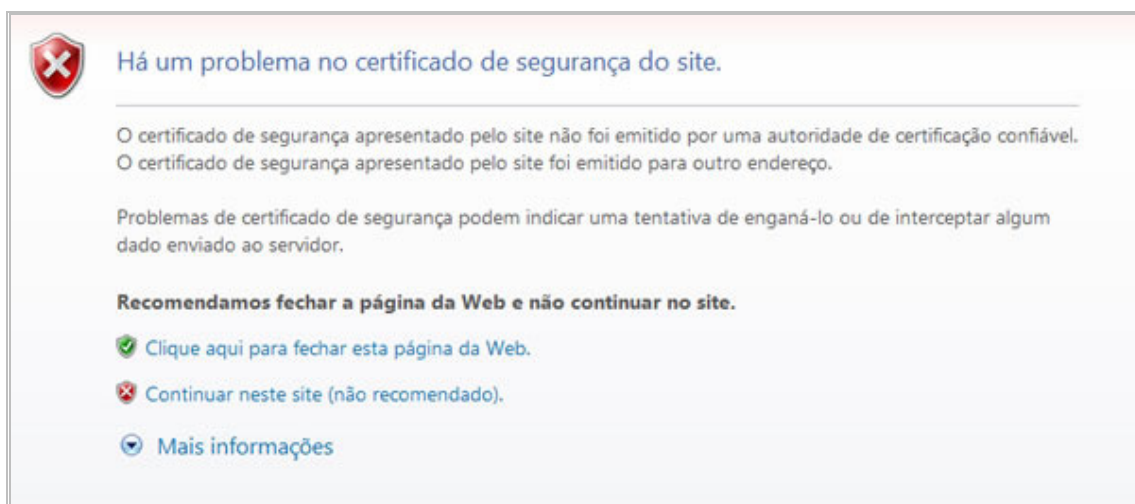 Há um problema no certificado de segurança do site.
O certificado de segurança apresentado pelo site não foi emitido por uma autoridade de certificação confiável.
O certificado de segurança apresentado pelo site foi emitido para outro endereço.
Problemas de certificado de segurança podem indicar uma tentativa de enganá-lo ou de interceptar algum
dado enviado ao servidor.
Recomendamos fechar a página da Web e não continuar no site.
Clique aqui para fechar esta página da Web.
Continuar neste site (não recomendado).
Mais informações